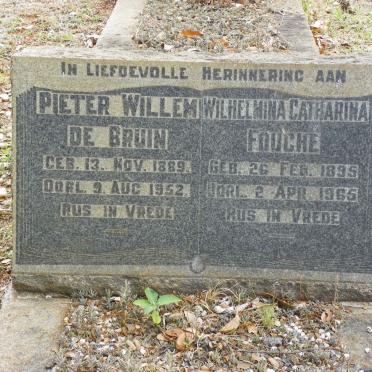 In Liefdevolle Herinnering aan
Pieter Willem
de Bruin
Geb. 13. Nov. 1889.
Oorl. 9. Aug 1952.
Rus in Vrede
Wilhelmina Catharina
Fouche
Geb. 26 Feb. 1895
Oorl. 2 Apr. 1965
Rus in Vrede